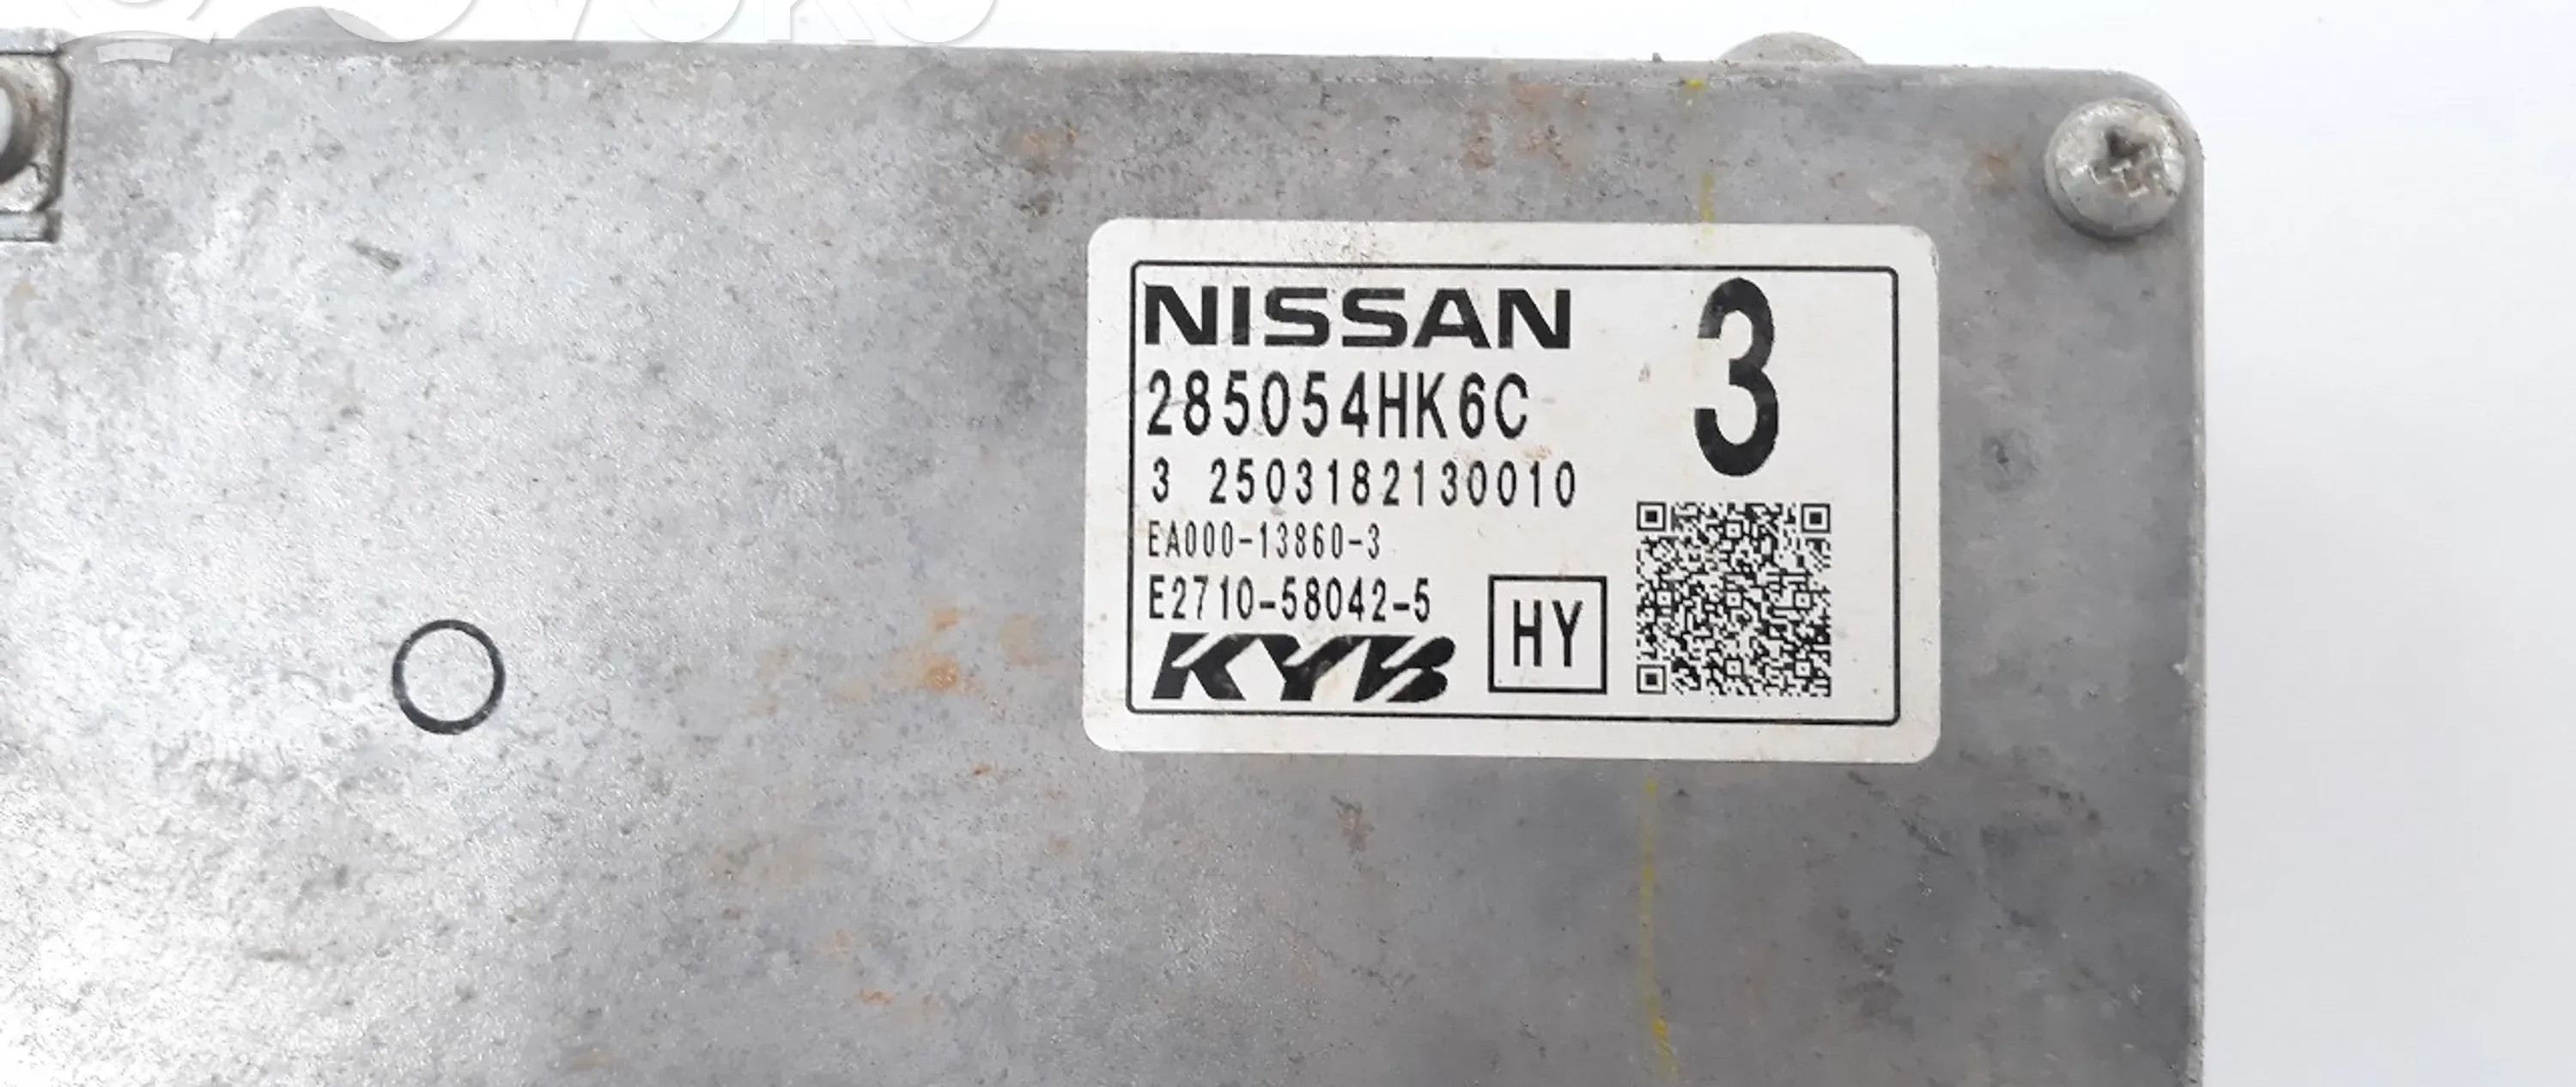 NISSAN
3
285054HK6C
3 2503182130010
EA000-13860-3
E2710-58042-5
KYB
HY